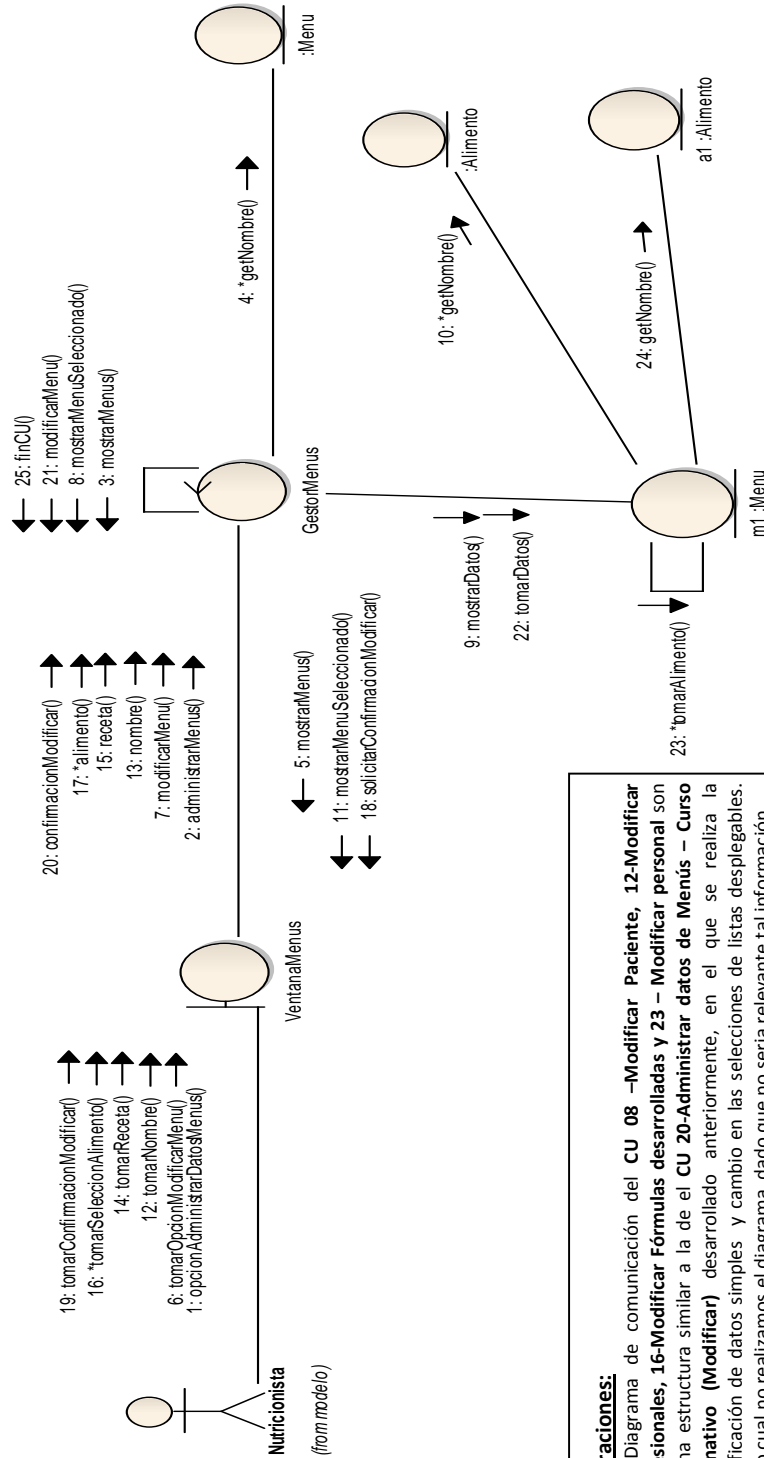 19: tomarConfirmacionModificar()
16: *tomarSeleccionAlimento()
14: tomarReceta()
12: tomarNombre()
6: tomarOpcionModificarMenu()
1: opcionAdministrarDatosMenus()
Nutricionista
(from modelo)
VentanaMenus
20: confirmacionModificar()
17: *alimento()
15: receta()
13: nombre()
7: modificarMenu()
2: administrarMenus()
5: mostrarMenus()
11: mostrarMenuSeleccionado()
18: solicitarConfirmacionModificar()
25: finCU()
21: modificarMenu()
8: mostrarMenuSeleccionado()
3: mostrarMenus()
GestorMenus
4: *getNombre()
:Menu
9: mostrarDatos()
22: tomarDatos()
10: *getNombre()
:Alimento
24: getNombre()
a1 :Alimento
23: *tomarAlimento()
m1 :Menu
raciones:
Diagrama de comunicación del CU 08 –Modificar Paciente, 12-Modificar
sionales, 16-Modificar Fórmulas desarrolladas y 23 – Modificar personal son
na estructura similar a la de el CU 20-Administrar datos de Menús – Curso
nativo (Modificar) desarrollado anteriormente, en el que se realiza la
ficación de datos simples y cambio en las selecciones de listas desplegables.
o cual no realizamos el diagrama, dado que no seria relevante tal información